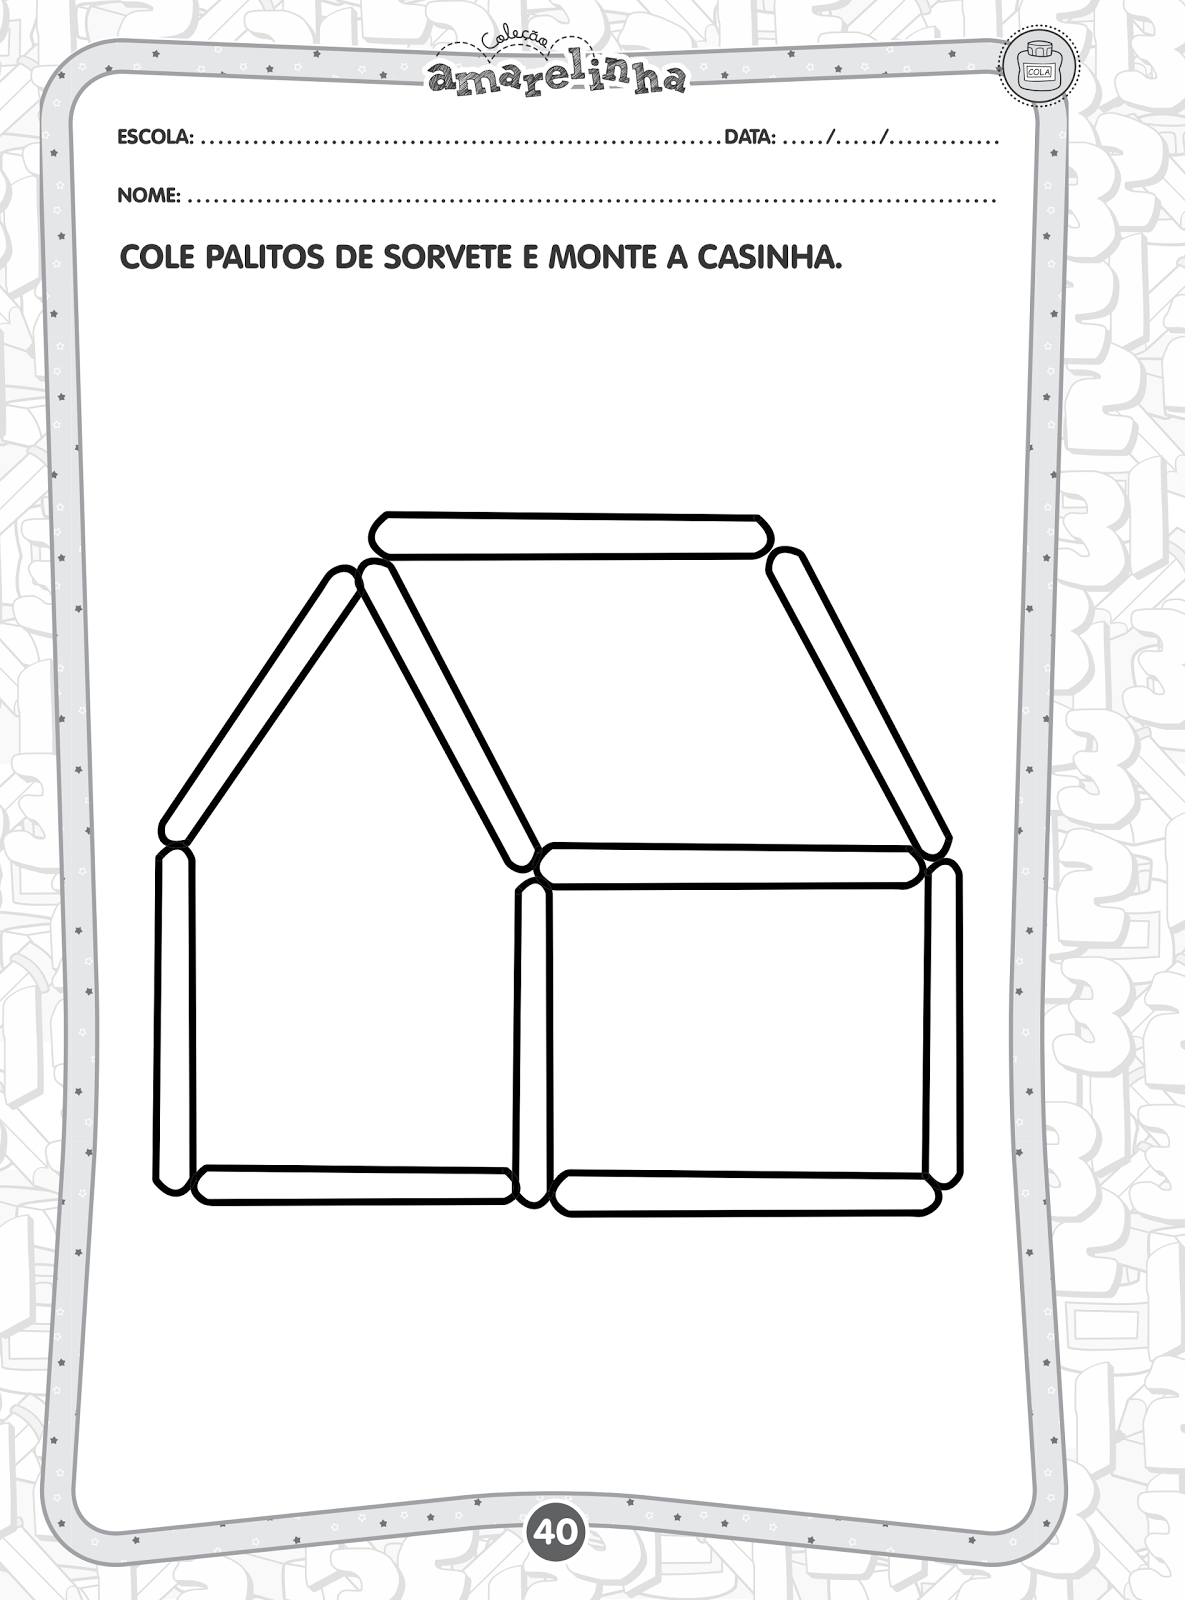 Coleção
amarelinha
COLA
ESCOLA: ........................................................... DATA: ...../...../.............
NOME: .............................................................................................
COLE PALITOS DE SORVETE E MONTE A CASINHA.
40